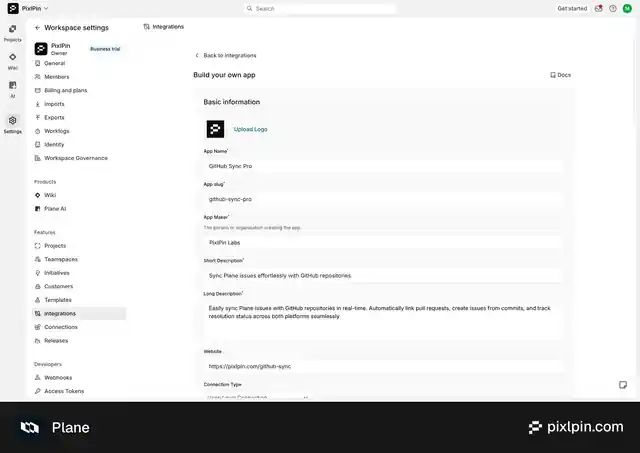 PixlPin
Search
Get started
M
Projects
Wiki
AI
Settings
Workspace settings
PixlPin
Owner
Business trial
General
Members
Billing and plans
Imports
Exports
Worklogs
Identity
Workspace Governance
Products
Wiki
Plane AI
Features
Projects
Teamspaces
Initiatives
Customers
Templates
Integrations
Connections
Releases
Developers
Webhooks
Access Tokens
Integrations
Back to integrations
Build your own app
Docs
Basic information
Upload Logo
App Name*
GitHub Sync Pro
App slug*
github-sync-pro
App Maker*
The person or organisation creating the app.
PixlPin Labs
Short Description*
Sync Plane issues effortlessly with GitHub repositories.
Long Description*
Easily sync Plane issues with GitHub repositories in real-time. Automatically link pull requests, create issues from commits, and track
resolution status across both platforms seamlessly
Website
https://pixlpin.com/github-sync
Connection Type
Plane
pixlpin.com